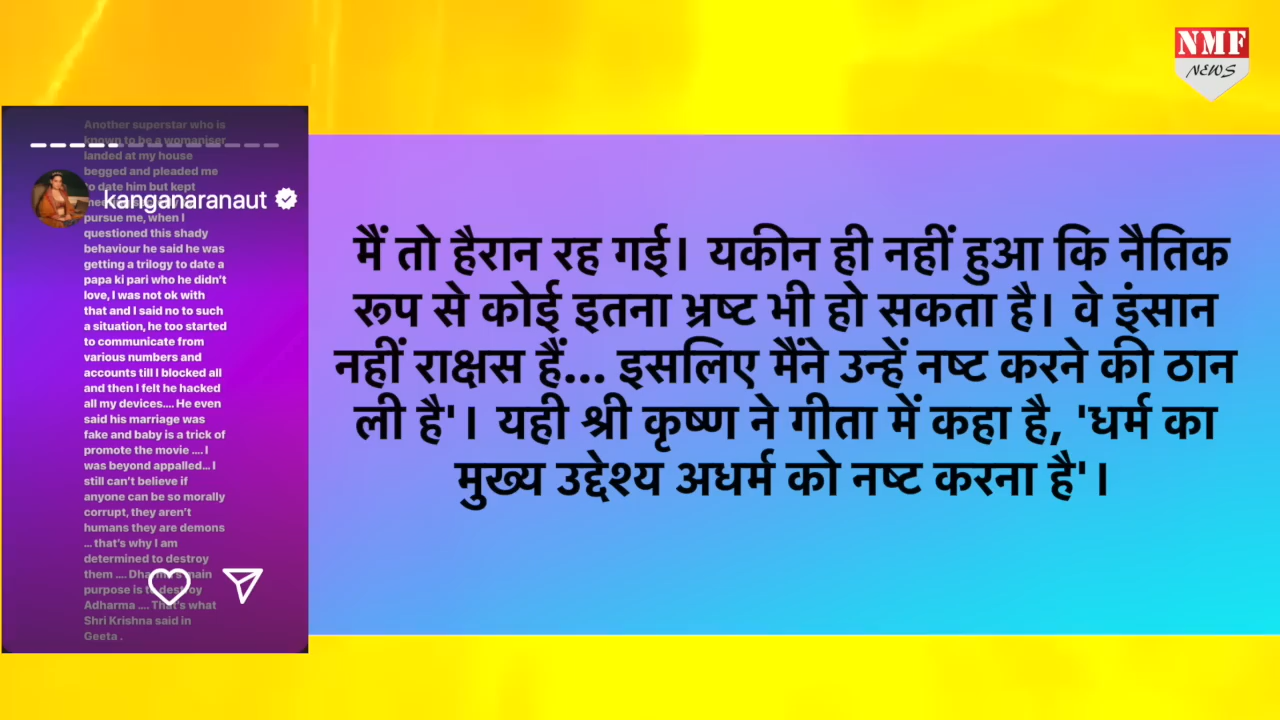 NMF
NEWS
Another superstar who is
known to be a womaniser
landed at my house
begged and pleaded me
to date him but kept
kanganaranaut
pursue me, when I
questioned this shady
behaviour he said he was
getting a trilogy to date a
papa ki pari who he didn't
love, I was not ok with
that and I said no to such
a situation, he too started
to communicate from
various numbers and
accounts till I blocked all
and then I felt he hacked
all my devices.... He even
said his marriage was
fake and baby is a trick of
promote the movie .... I
was beyond appalled... I
still can't believe if
anyone can be so morally
corrupt, they aren't
humans they are demons
... that's why I am
determined to destroy
them .... Dharma's main
purpose is to destroy
Adharma .... That's what
Shri Krishna said in
Geeta .
मैं तो हैरान रह गई। यकीन ही नहीं हुआ कि नैतिक
रूप से कोई इतना भ्रष्ट भी हो सकता है। वे इंसान
नहीं राक्षस हैं... इसलिए मैंने उन्हें नष्ट करने की ठान
ली है'। यही श्री कृष्ण ने गीता में कहा है, 'धर्म का
मुख्य उद्देश्य अधर्म को नष्ट करना है'।